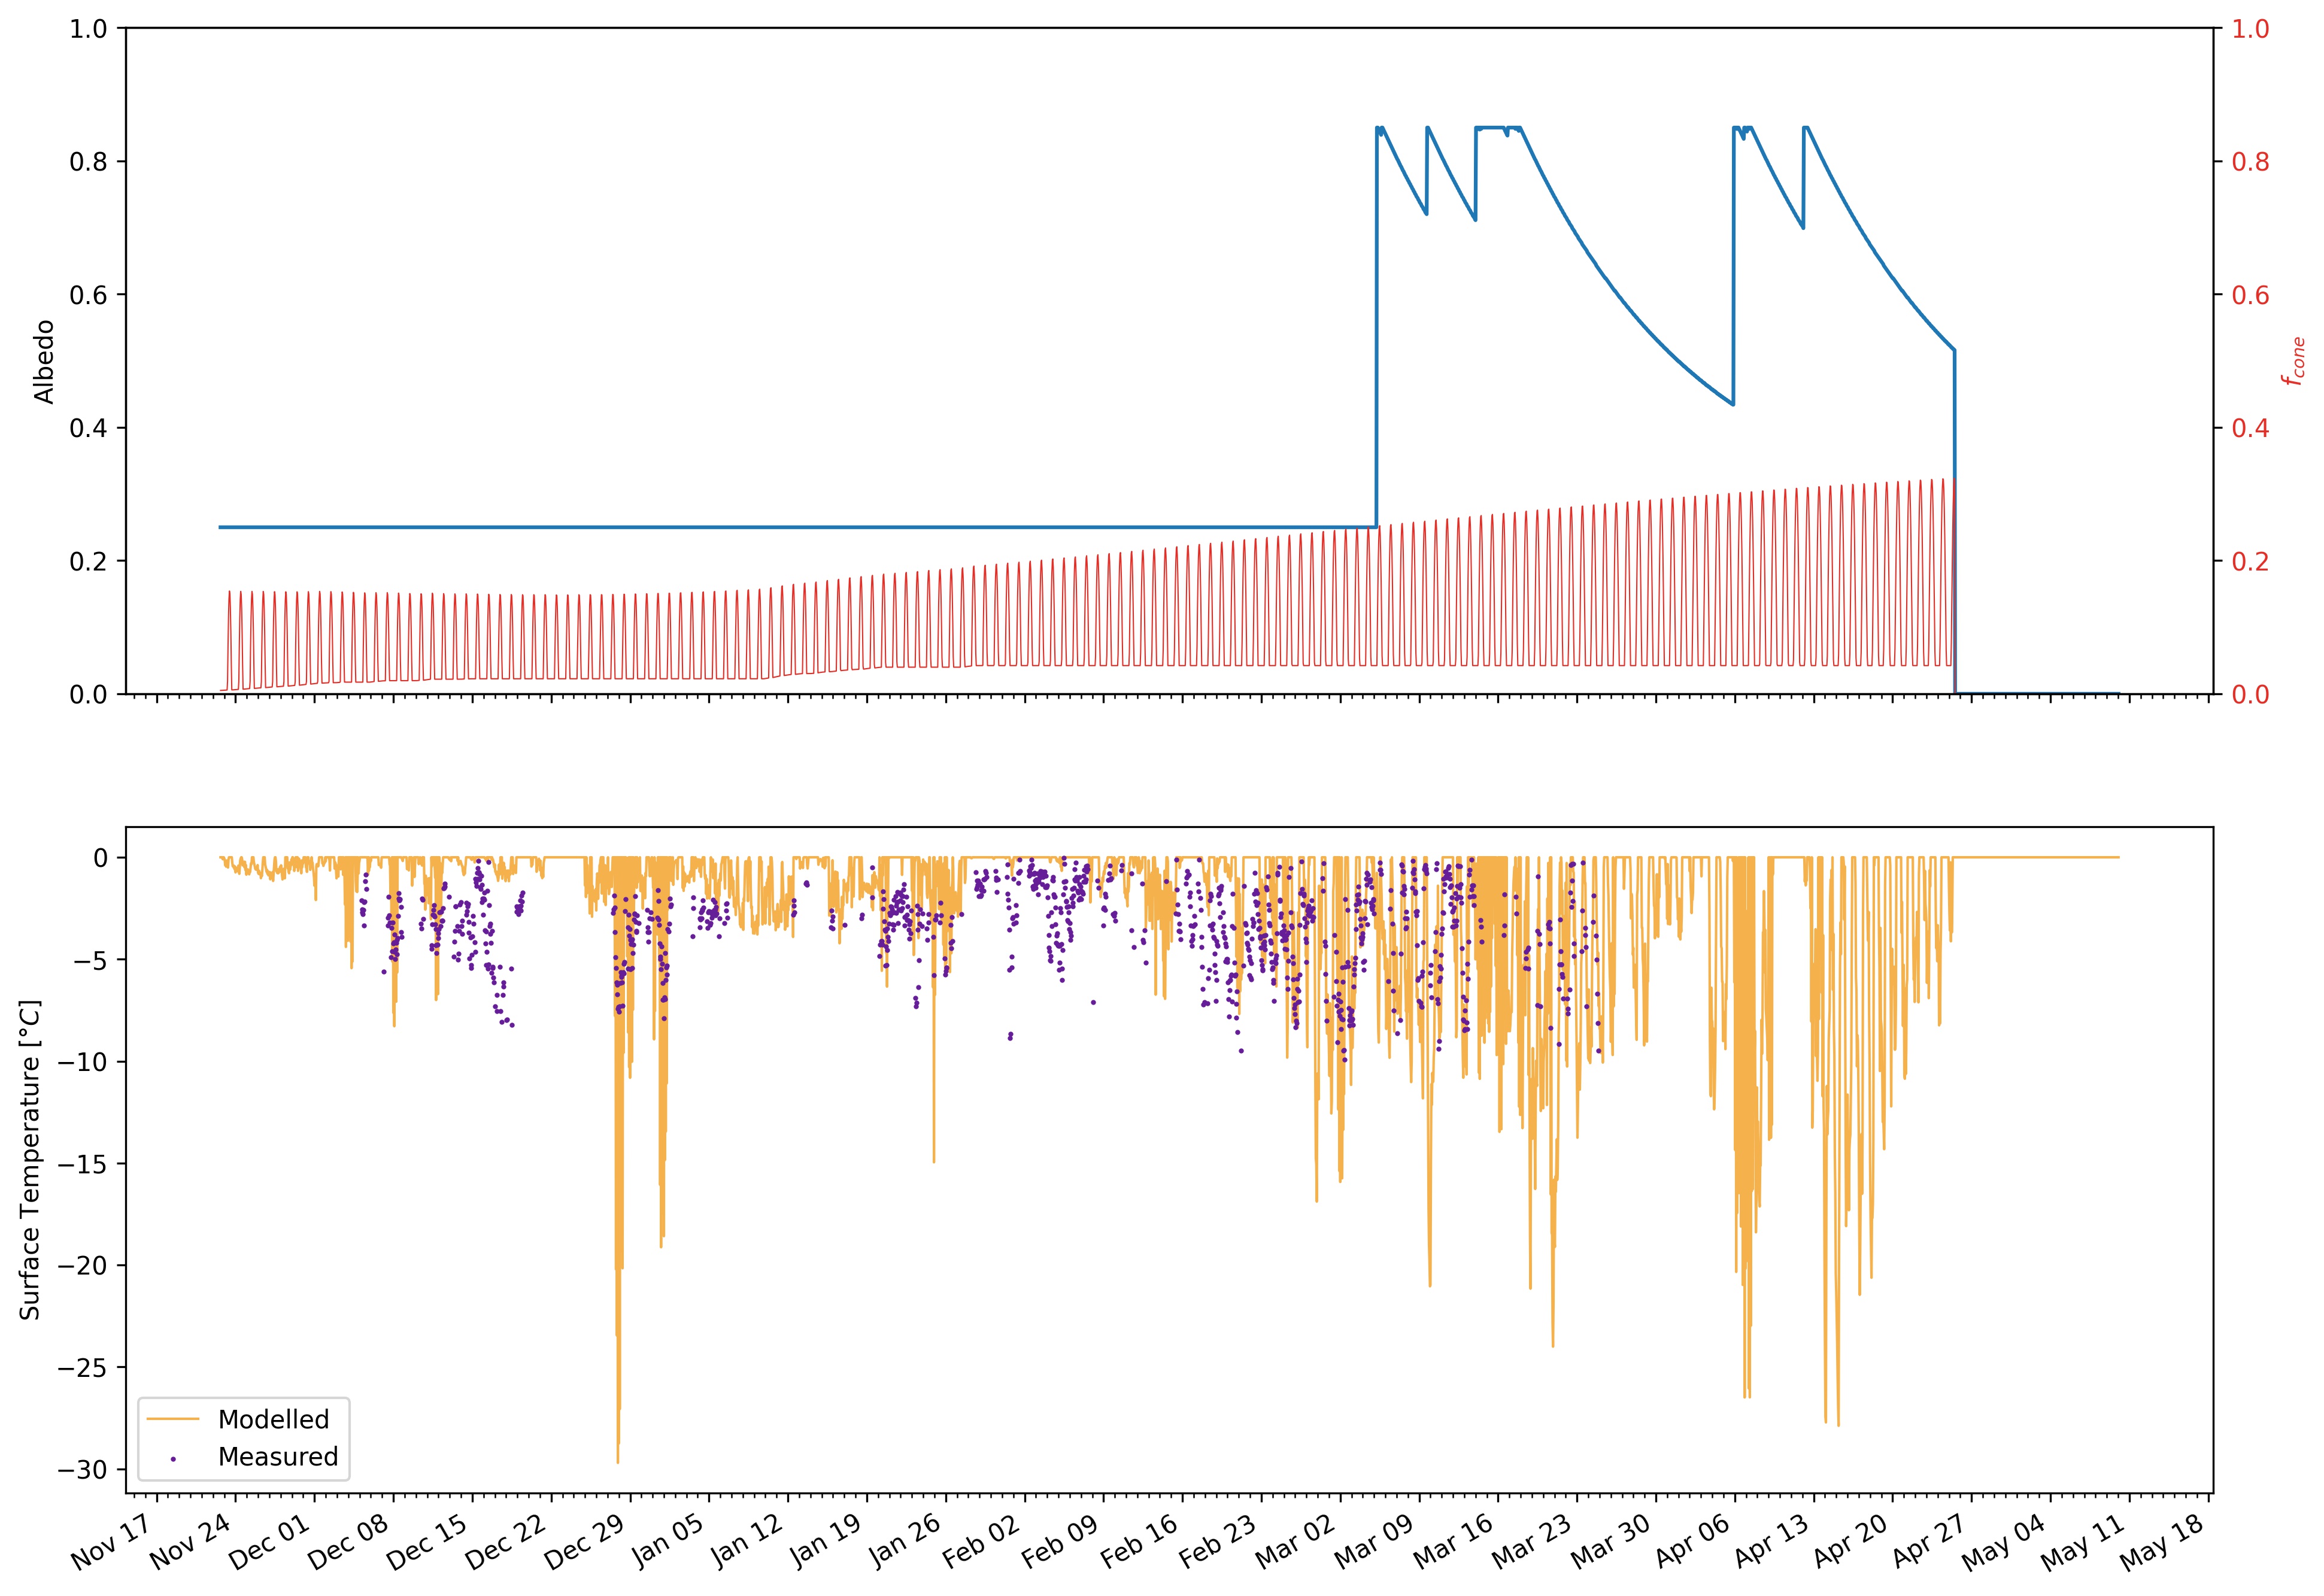 1.0
0.8
0.6
0.4
0.2
0.0
Albedo
1.0
0.8
0.6
0.4
0.2
0.0
f_cone
0
−5
−10
−15
−20
−25
−30
Surface Temperature [°C]
Modelled
Measured
Nov 17
Nov 24
Dec 01
Dec 08
Dec 15
Dec 22
Dec 29
Jan 05
Jan 12
Jan 19
Jan 26
Feb 02
Feb 09
Feb 16
Feb 23
Mar 02
Mar 09
Mar 16
Mar 23
Mar 30
Apr 06
Apr 13
Apr 20
Apr 27
May 04
May 11
May 18